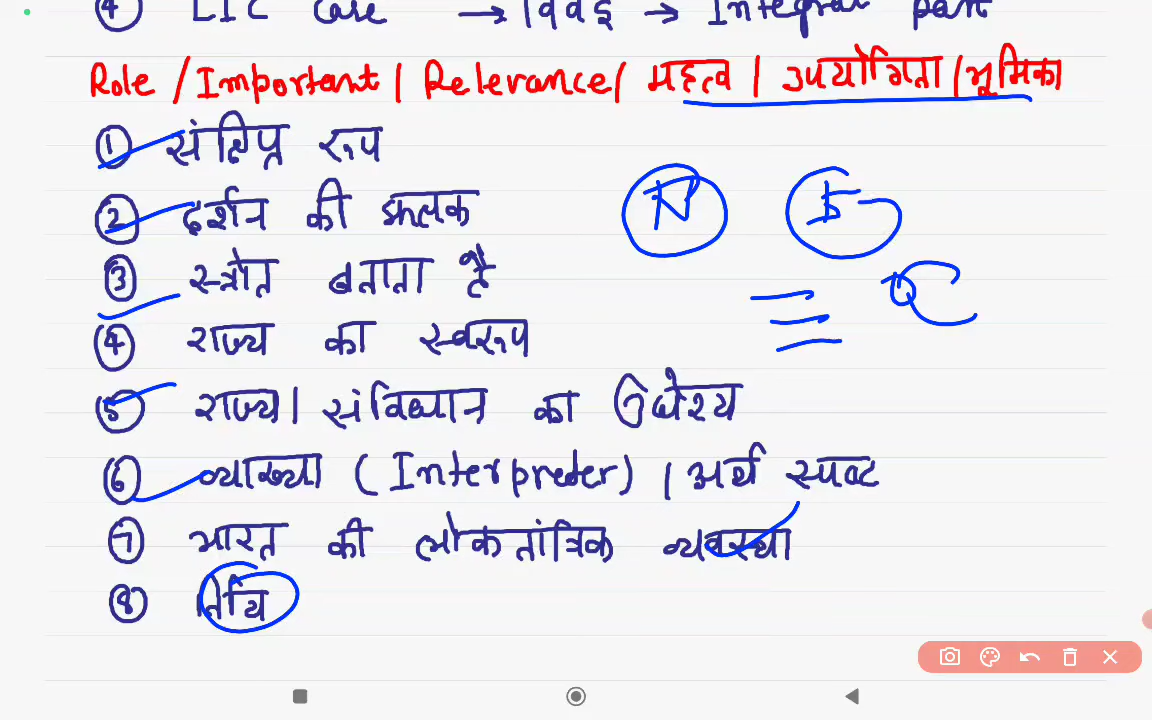 ④ LIC Case → 1995 → Integral part
Role / Important | Relevance / महत्व | उपयोगिता / भूमिका
① संक्षिप्त रूप
② दर्शन की झलक
③ स्त्रोत बताता है
④ राज्य का स्वरूप
⑤ राज्य । संविधान का उद्येश्य
⑥ व्याख्या ( Interpreter ) / अर्थ स्पष्ट
⑦ भारत की लोकतांत्रिक व्यवस्था
⑧ तिथि